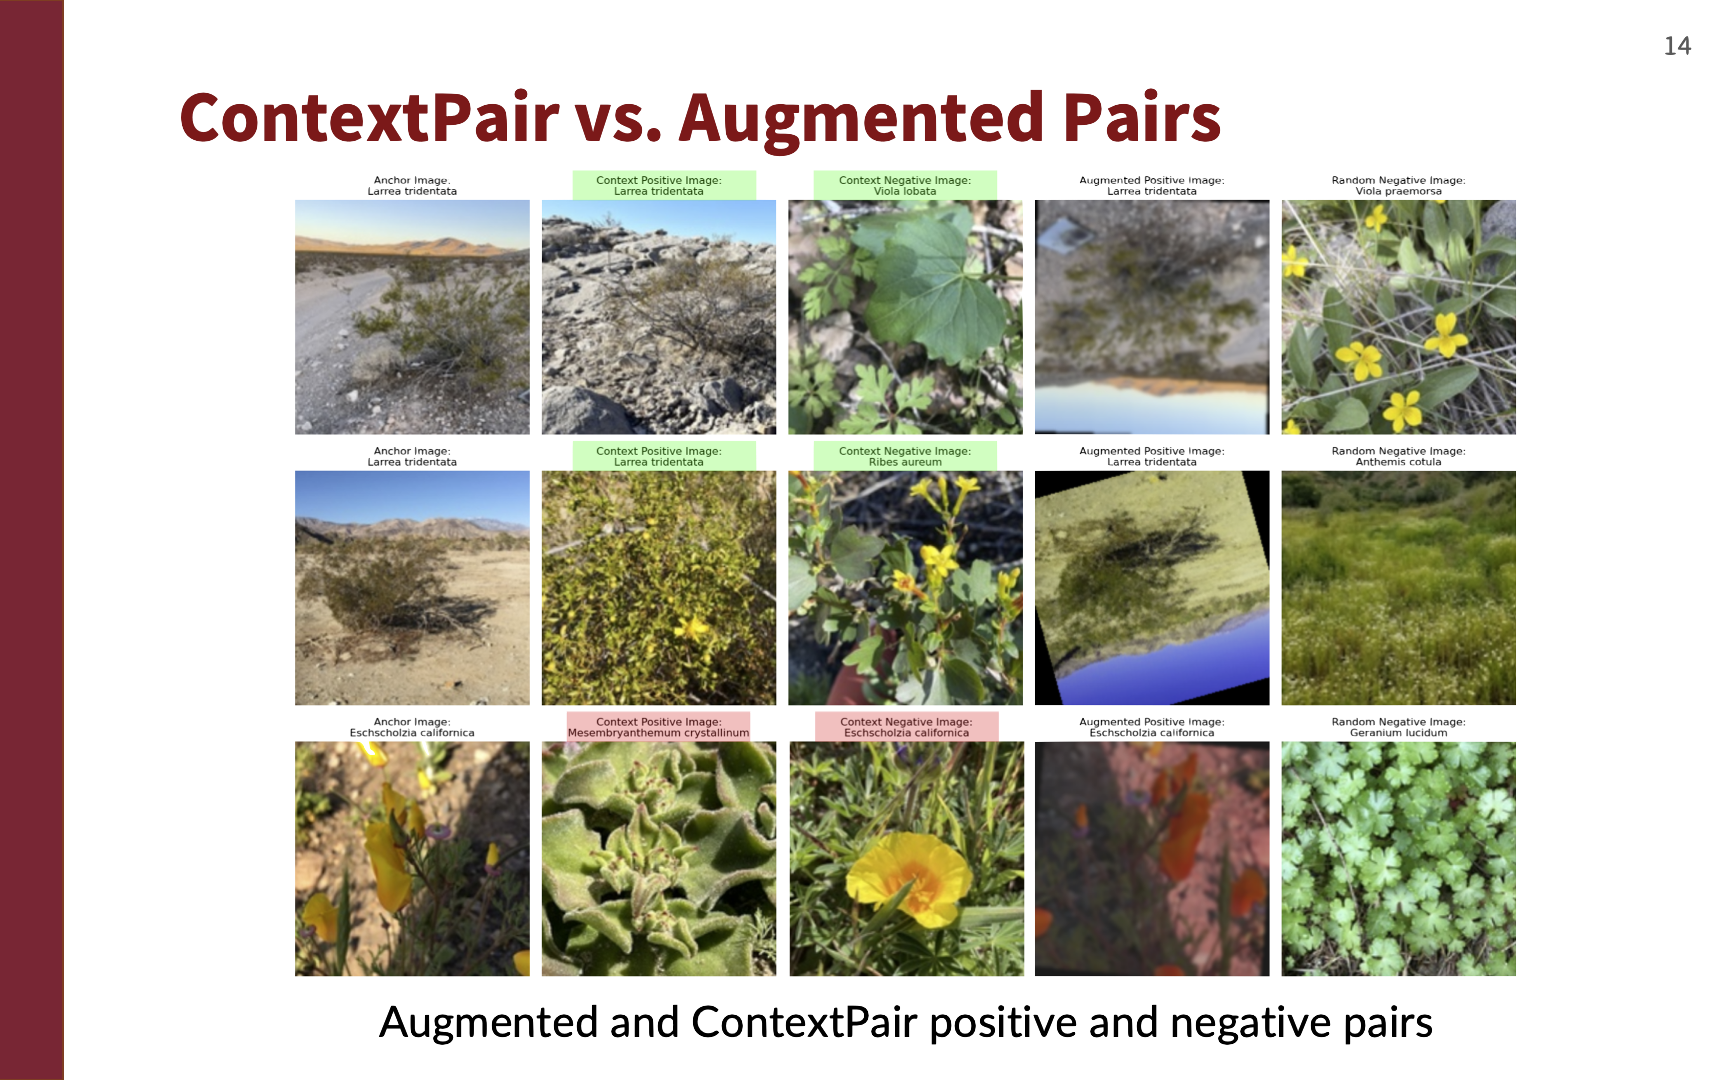 14
ContextPair vs. Augmented Pairs
Anchor Image:
Larrea tridentata
Context Positive Image:
Larrea tridentata
Context Negative Image:
Viola lobata
Augmented Positive Image:
Larrea tridentata
Random Negative Image:
Viola praemorsa
Anchor Image:
Larrea tridentata
Context Positive Image:
Larrea tridentata
Context Negative Image:
Ribes aureum
Augmented Positive Image:
Larrea tridentata
Random Negative Image:
Anthemis cotula
Anchor Image:
Eschscholzia californica
Context Positive Image:
Mesembryanthemum crystallinum
Context Negative Image:
Eschscholzia californica
Augmented Positive Image:
Eschscholzia californica
Random Negative Image:
Geranium lucidum
Augmented and ContextPair positive and negative pairs